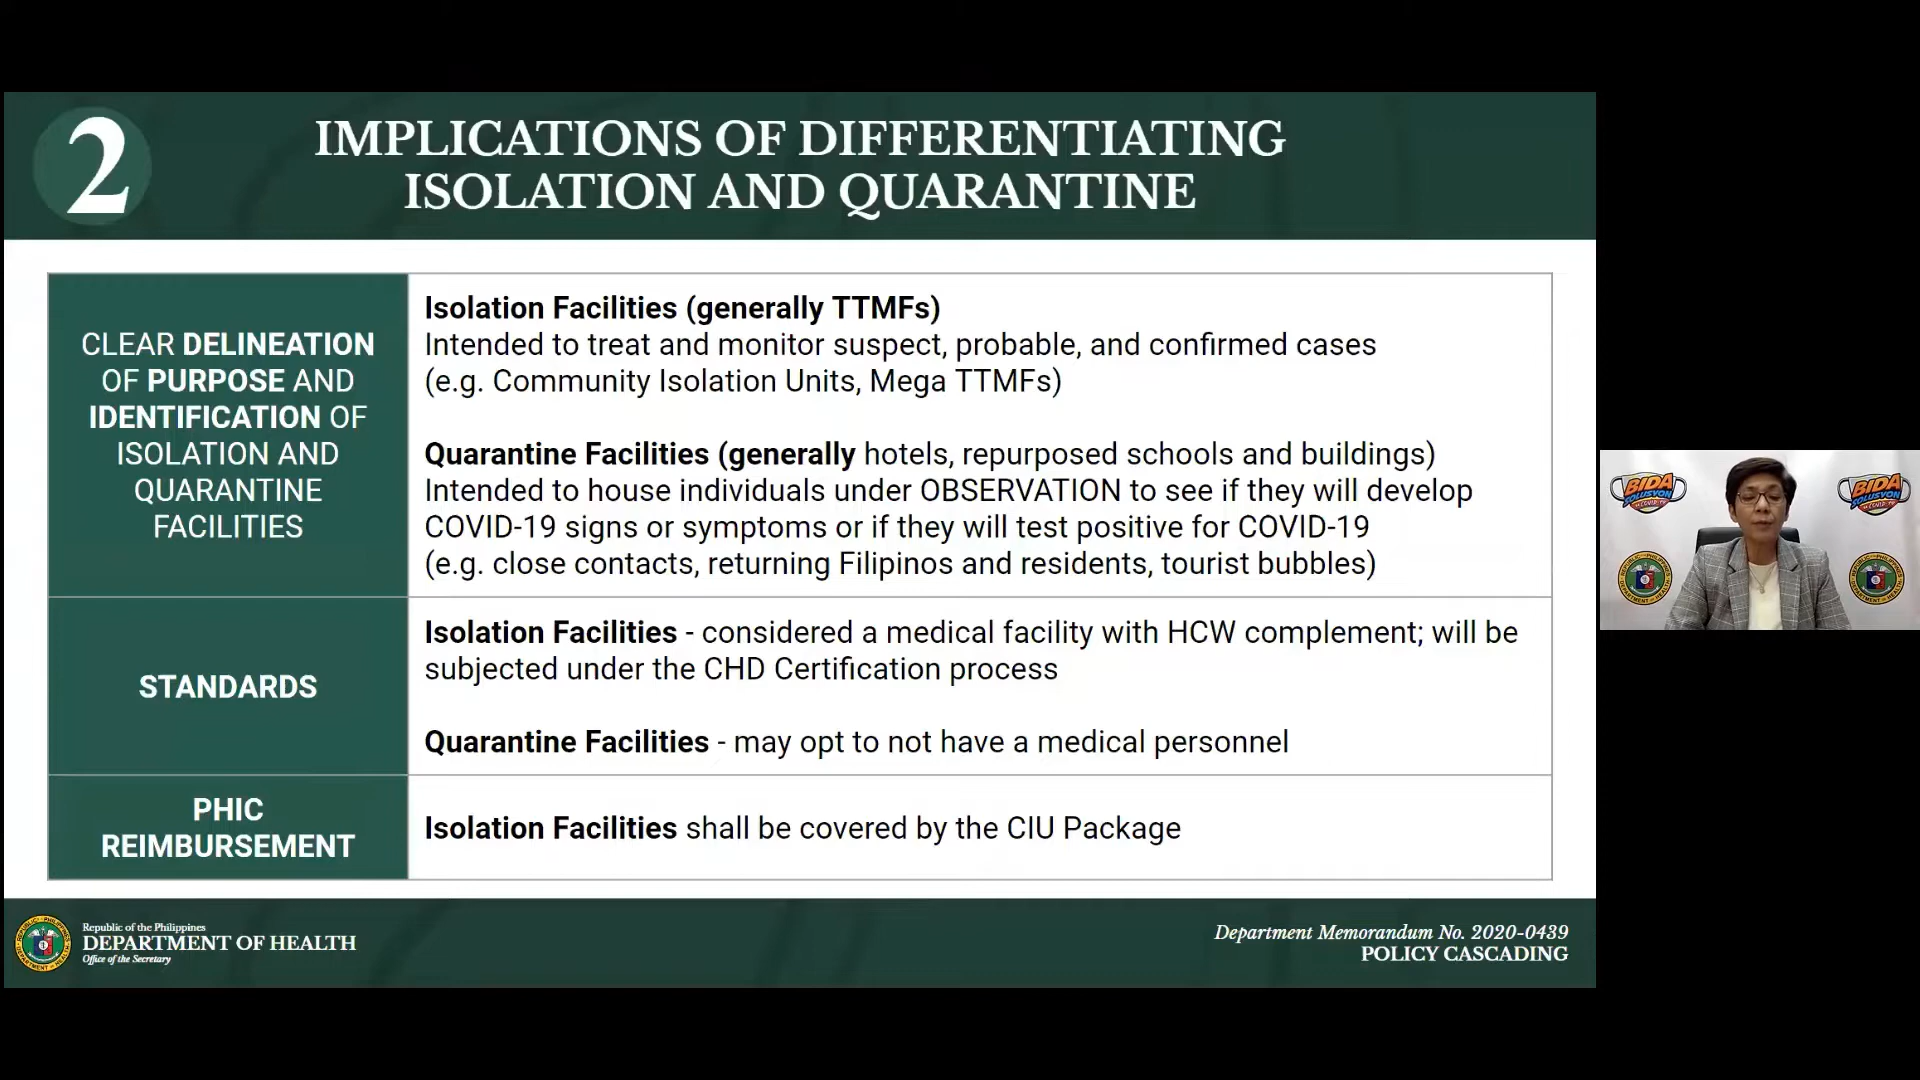 2
IMPLICATIONS OF DIFFERENTIATING
ISOLATION AND QUARANTINE
CLEAR DELINEATION
OF PURPOSE AND
IDENTIFICATION OF
ISOLATION AND
QUARANTINE
FACILITIES
Isolation Facilities (generally TTMFs)
Intended to treat and monitor suspect, probable, and confirmed cases
(e.g. Community Isolation Units, Mega TTMFs)
Quarantine Facilities (generally hotels, repurposed schools and buildings)
Intended to house individuals under OBSERVATION to see if they will develop
COVID-19 signs or symptoms or if they will test positive for COVID-19
(e.g. close contacts, returning Filipinos and residents, tourist bubbles)
STANDARDS
Isolation Facilities - considered a medical facility with HCW complement; will be
subjected under the CHD Certification process
Quarantine Facilities - may opt to not have a medical personnel
PHIC
REIMBURSEMENT
Isolation Facilities shall be covered by the CIU Package
Republic of the Philippines
DEPARTMENT OF HEALTH
Office of the Secretary
Department Memorandum No. 2020-0439
POLICY CASCADING
BIDA
SOLUSYON
BIDA
SOLUSYON